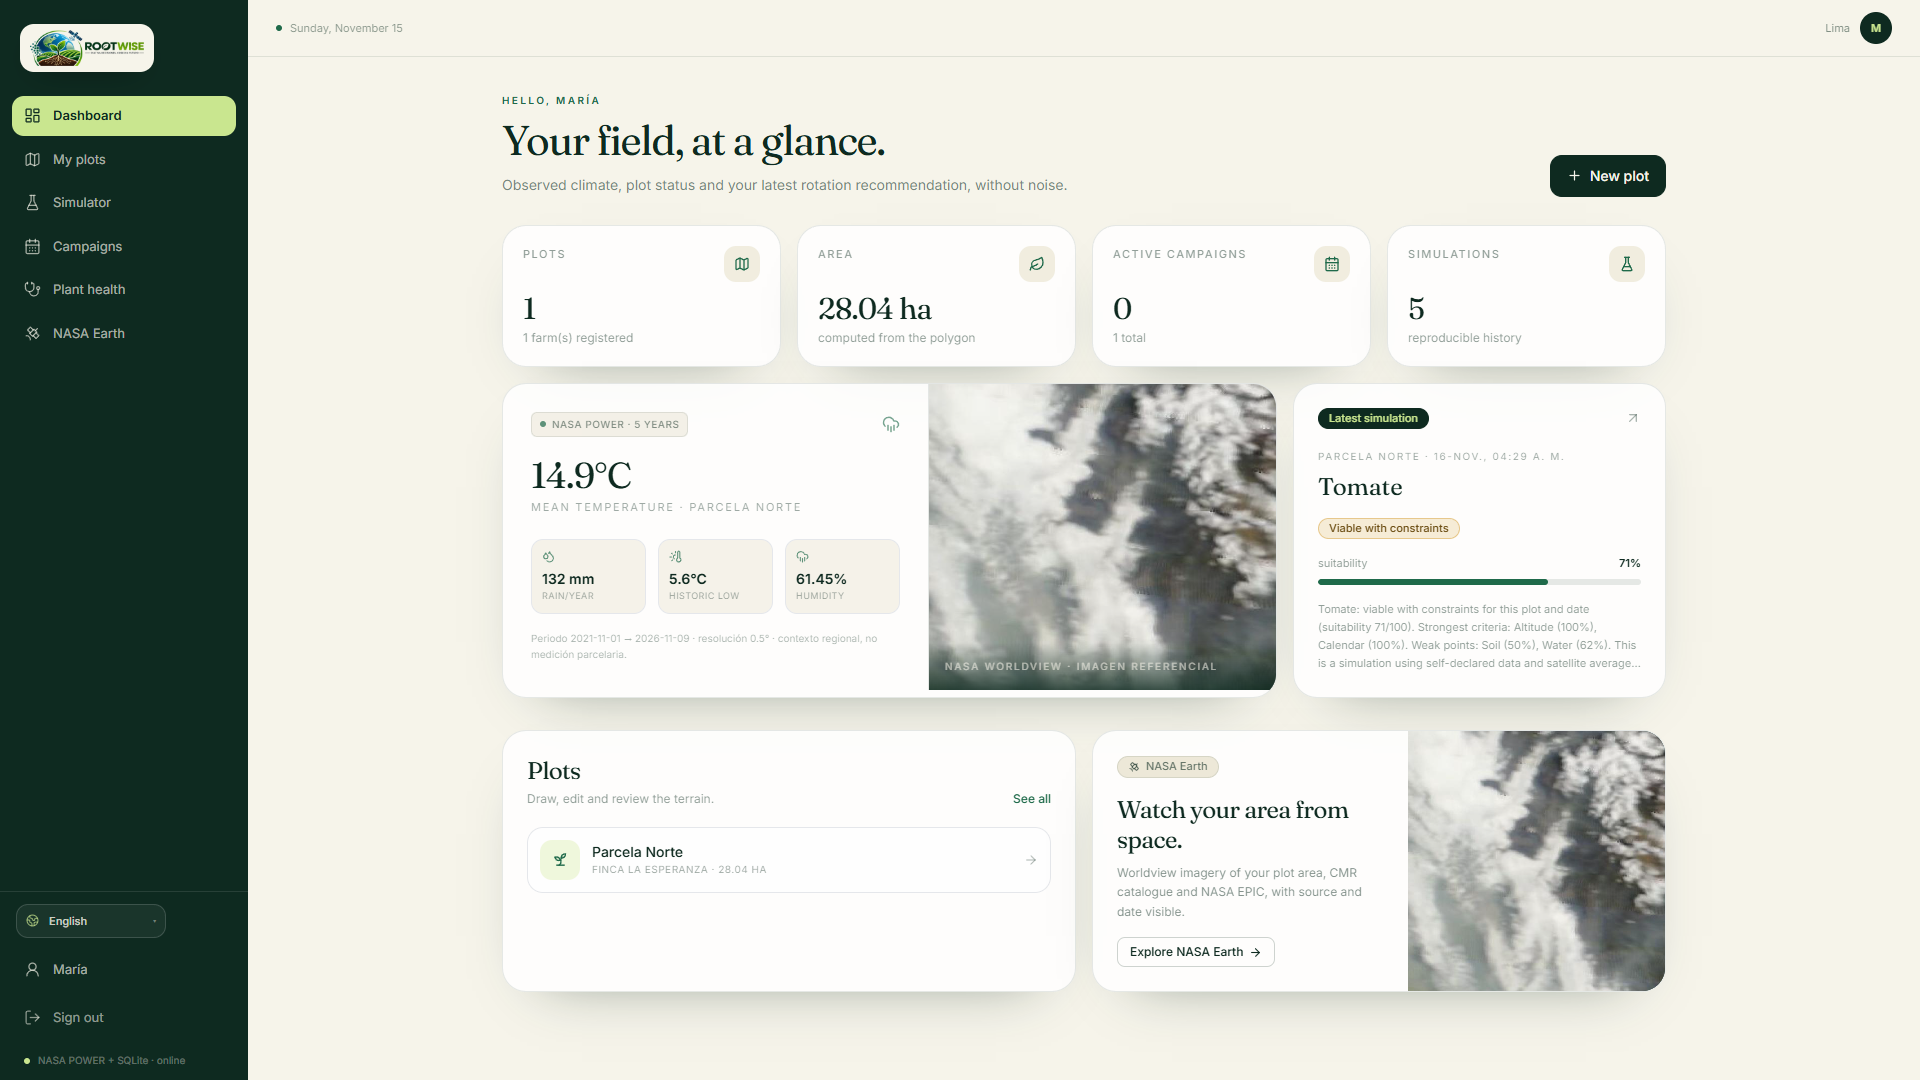 ROOTWISE
Dashboard
My plots
Simulator
Campaigns
Plant health
NASA Earth
English
María
Sign out
NASA POWER + SQLite · online
Sunday, November 15
Lima
M
HELLO, MARÍA
Your field, at a glance.
Observed climate, plot status and your latest rotation recommendation, without noise.
New plot
PLOTS
1
1 farm(s) registered
AREA
28.04 ha
computed from the polygon
ACTIVE CAMPAIGNS
0
1 total
SIMULATIONS
5
reproducible history
NASA POWER · 5 YEARS
14.9°C
MEAN TEMPERATURE · PARCELA NORTE
132 mm
RAIN/YEAR
5.6°C
HISTORIC LOW
61.45%
HUMIDITY
Periodo 2021-11-01 — 2026-11-09 · resolución 0.5° · contexto regional, no
medición parcelaria.
NASA WORLDVIEW · IMAGEN REFERENCIAL
Latest simulation
PARCELA NORTE · 16-NOV., 04:29 A. M.
Tomate
Viable with constraints
suitability
71%
Tomate: viable with constraints for this plot and date
(suitability 71/100). Strongest criteria: Altitude (100%),
Calendar (100%). Weak points: Soil (50%), Water (62%). This
is a simulation using self-declared data and satellite average...
Plots
Draw, edit and review the terrain.
See all
Parcela Norte
FINCA LA ESPERANZA · 28.04 HA
NASA Earth
Watch your area from
space.
Worldview imagery of your plot area, CMR
catalogue and NASA EPIC, with source and
date visible.
Explore NASA Earth